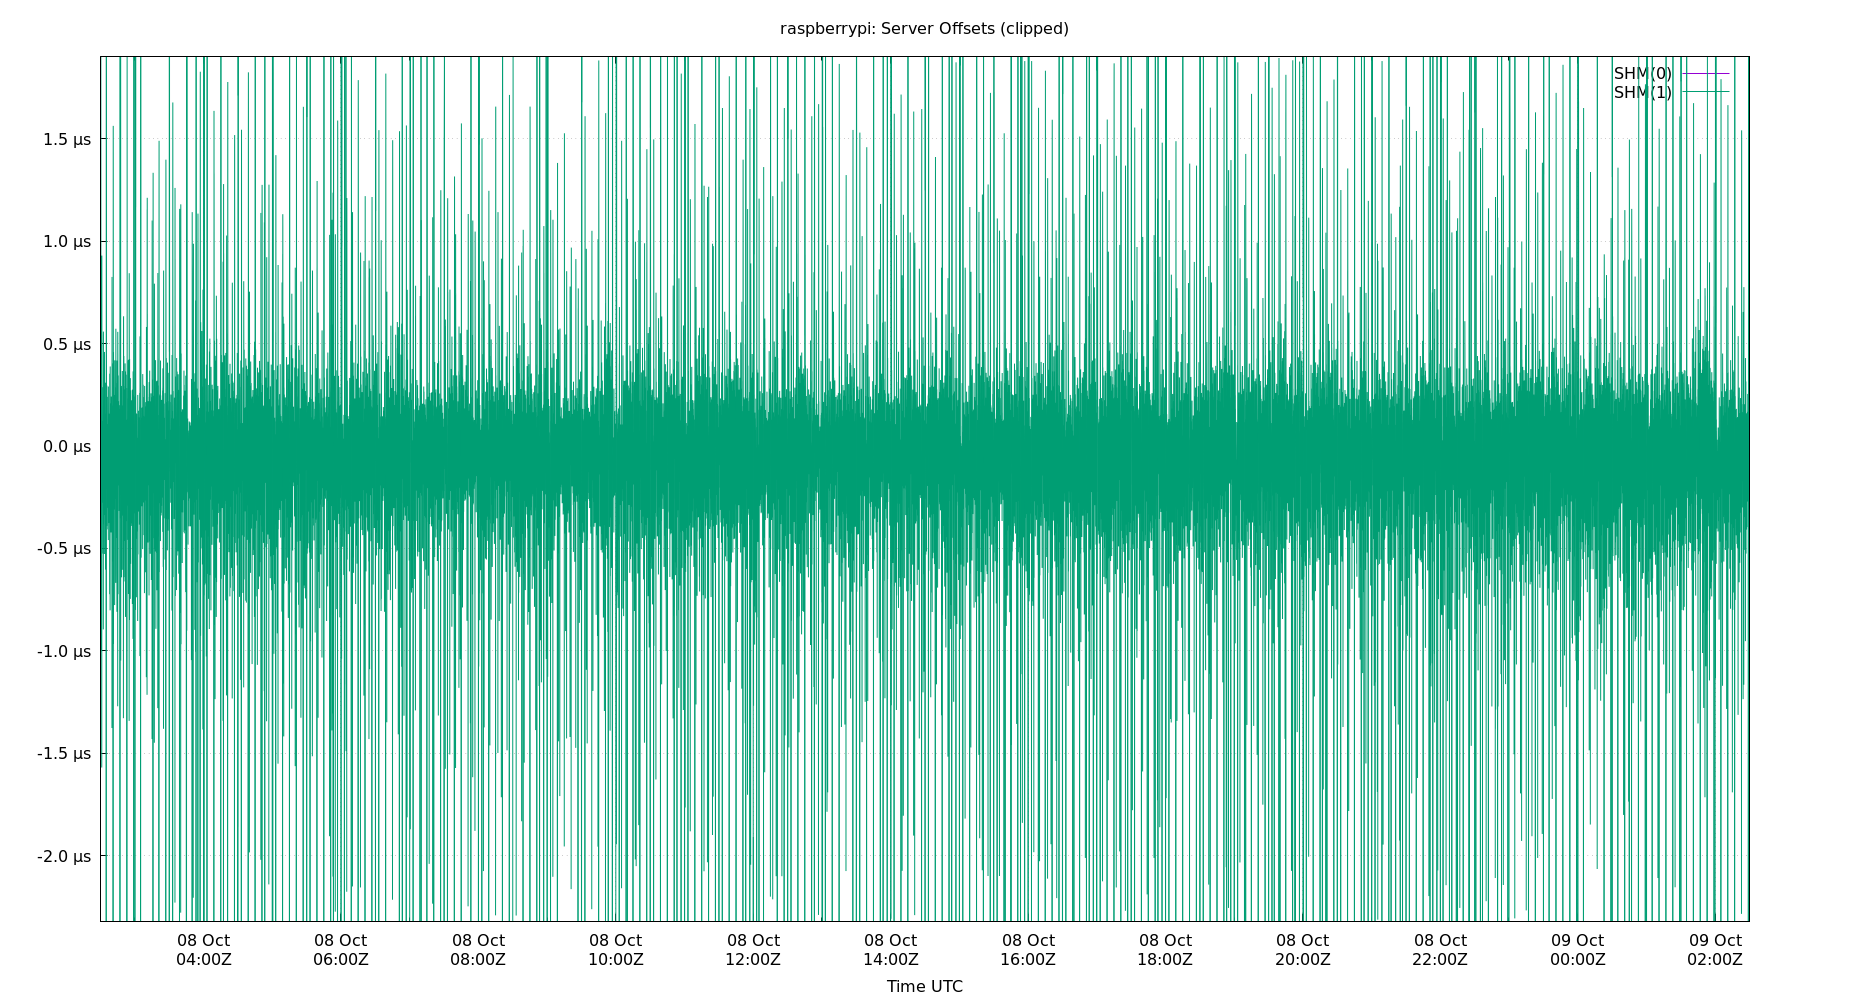 raspberrypi: Server Offsets (clipped)
SHM(0)
SHM(1)
1.5 μs
1.0 μs
0.5 μs
0.0 μs
-0.5 μs
-1.0 μs
-1.5 μs
-2.0 μs
08 Oct 08 Oct 08 Oct 08 Oct 08 Oct 08 Oct 08 Oct 08 Oct 08 Oct 08 Oct 09 Oct 09 Oct
04:00Z 06:00Z 08:00Z 10:00Z 12:00Z 14:00Z 16:00Z 18:00Z 20:00Z 22:00Z 00:00Z 02:00Z
Time UTC